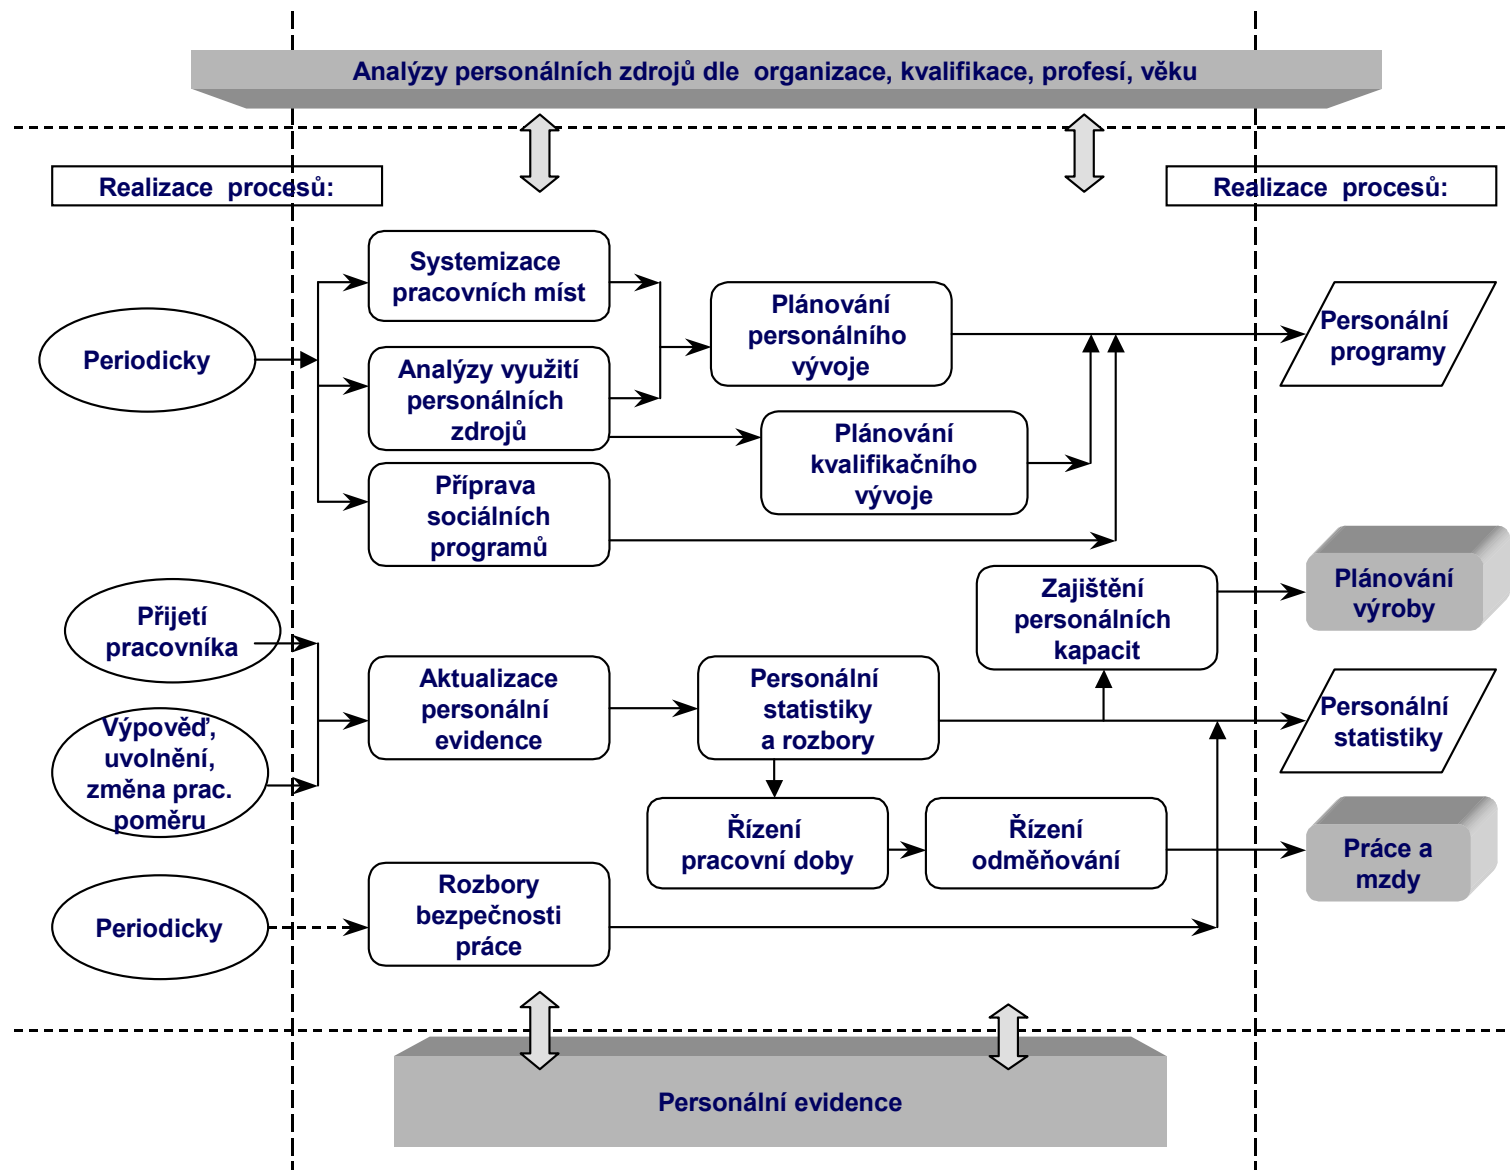 Analýzy personálních zdrojů dle organizace, kvalifikace, profesí, věku
Realizace procesů:
Realizace procesů:
Systemizace
pracovních míst
Plánování
personálního
vývoje
Personální
programy
Periodicky
Analýzy využití
personálních
zdrojů
Plánování
kvalifikačního
vývoje
Příprava
sociálních
programů
Plánování
výroby
Zajištění
personálních
kapacit
Přijetí
pracovníka
Aktualizace
personální
evidence
Personální
statistiky
a rozbory
Personální
statistiky
Výpověď,
uvolnění,
změna prac.
poměru
Řízení
pracovní doby
Řízení
odměňování
Práce a
mzdy
Rozbory
bezpečnosti
práce
Periodicky
Personální evidence